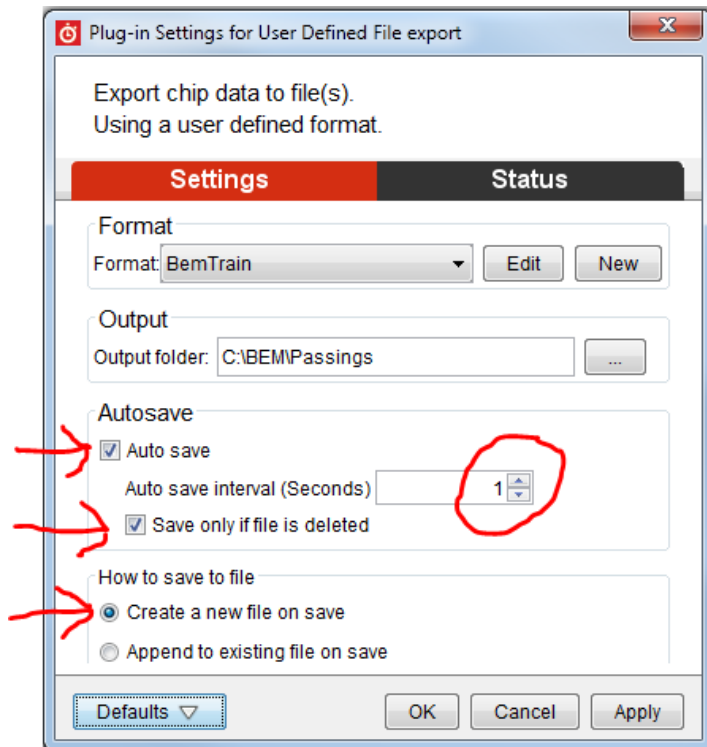 Plug-in Settings for User Defined File export
Export chip data to file(s).
Using a user defined format.
Settings Status
Format
Format: BemTrain Edit New
Output
Output folder: C:\BEM\Passings ...
Autosave
Auto save
Auto save interval (Seconds) 1
Save only if file is deleted
How to save to file
Create a new file on save
Append to existing file on save
Defaults OK Cancel Apply